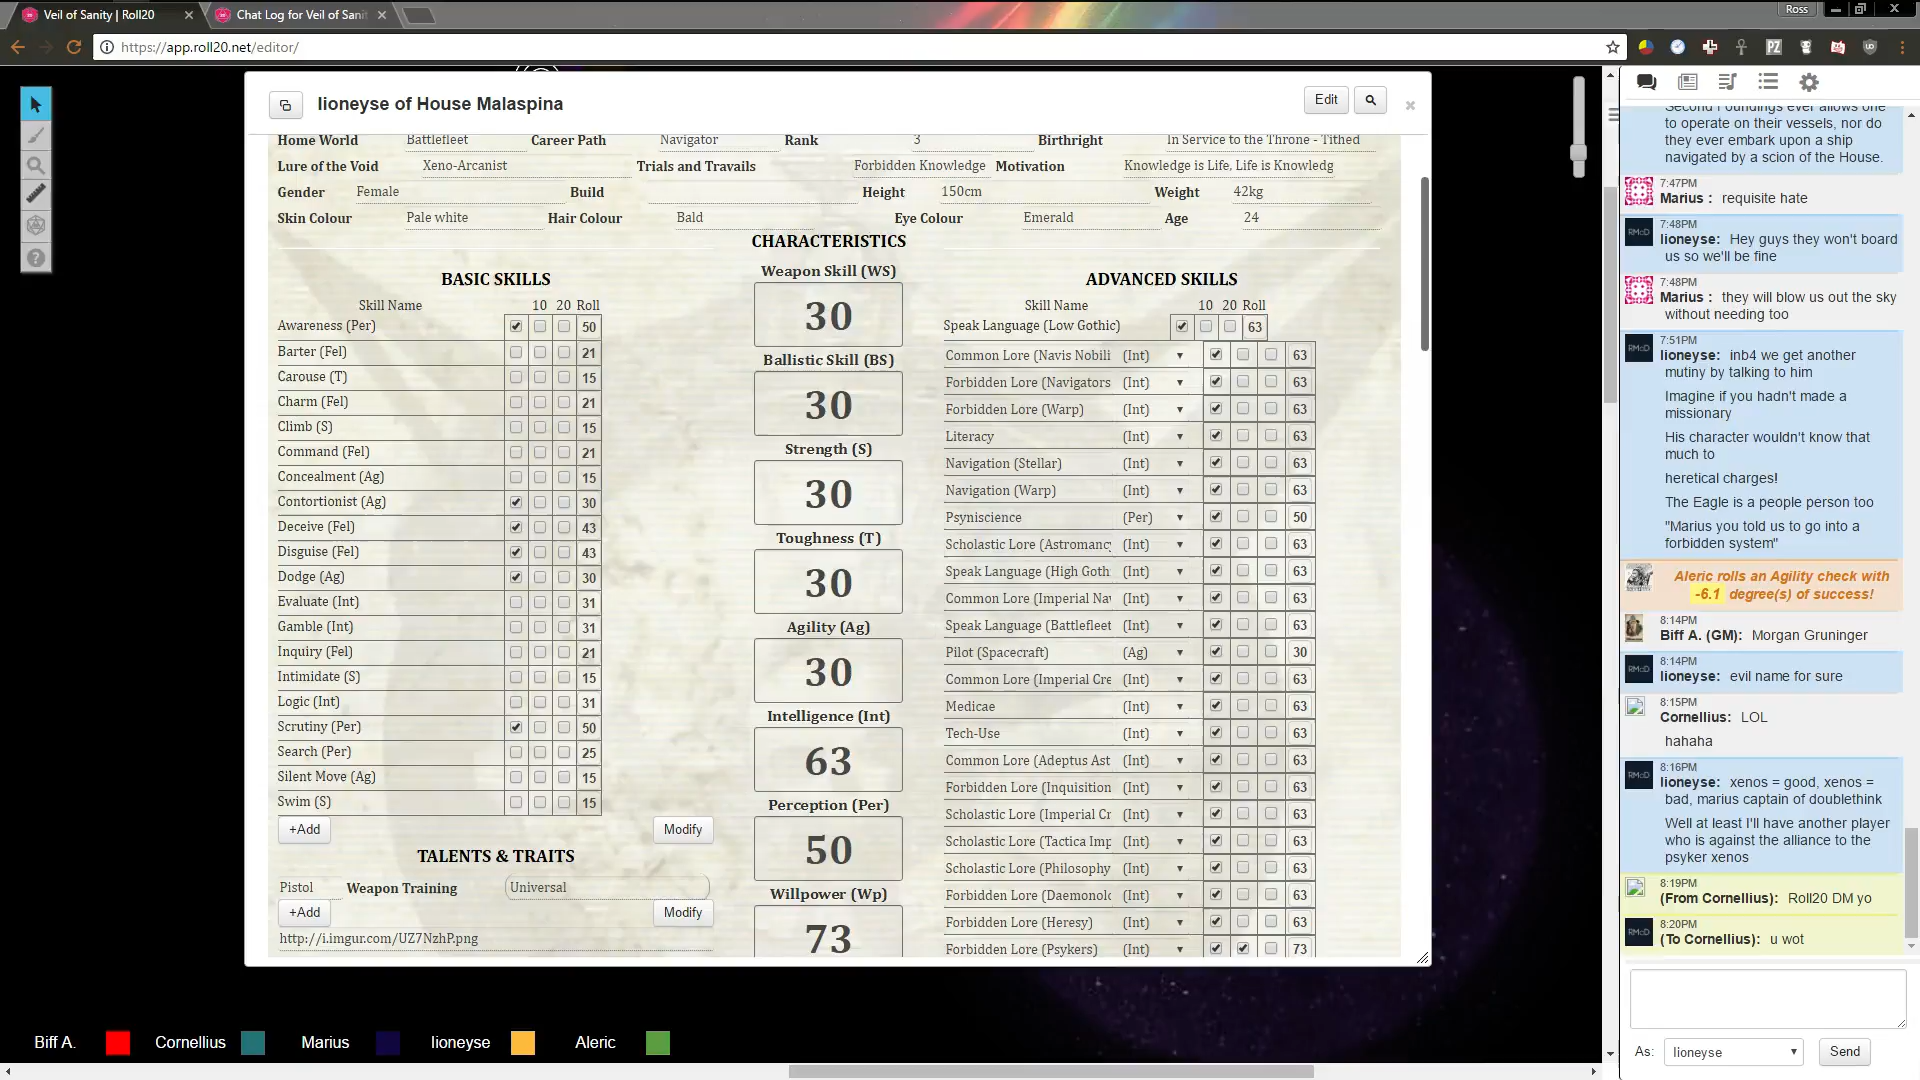 Veil of Sanity | Roll20
Chat Log for Veil of Sanit
Ross
https://app.roll20.net/editor/
PZ
lioneyse of House Malaspina
Edit
Home World Battlefleet Career Path Navigator Rank 3 Birthright In Service to the Throne - Tithed
Lure of the Void Xeno-Arcanist Trials and Travails Forbidden Knowledge Motivation Knowledge is Life, Life is Knowledg
Gender Female Build Height 150cm Weight 42kg
Skin Colour Pale white Hair Colour Bald Eye Colour Emerald Age 24
CHARACTERISTICS
BASIC SKILLS
Skill Name 10 20 Roll
Awareness (Per) 50
Barter (Fel) 21
Carouse (T) 15
Charm (Fel) 21
Climb (S) 15
Command (Fel) 21
Concealment (Ag) 15
Contortionist (Ag) 30
Deceive (Fel) 43
Disguise (Fel) 43
Dodge (Ag) 30
Evaluate (Int) 31
Gamble (Int) 31
Inquiry (Fel) 21
Intimidate (S) 15
Logic (Int) 31
Scrutiny (Per) 50
Search (Per) 25
Silent Move (Ag) 15
Swim (S) 15
+Add
Modify
TALENTS & TRAITS
Pistol Weapon Training Universal
+Add
Modify
http://i.imgur.com/UZ7NzhP.png
Weapon Skill (WS)
30
Ballistic Skill (BS)
30
Strength (S)
30
Toughness (T)
30
Agility (Ag)
30
Intelligence (Int)
63
Perception (Per)
50
Willpower (Wp)
73
ADVANCED SKILLS
Skill Name 10 20 Roll
Speak Language (Low Gothic) 63
Common Lore (Navis Nobili (Int) 63
Forbidden Lore (Navigators (Int) 63
Forbidden Lore (Warp) (Int) 63
Literacy (Int) 63
Navigation (Stellar) (Int) 63
Navigation (Warp) (Int) 63
Psyniscience (Per) 50
Scholastic Lore (Astromanc (Int) 63
Speak Language (High Goth (Int) 63
Common Lore (Imperial Nav (Int) 63
Speak Language (Battlefleet (Int) 63
Pilot (Spacecraft) (Ag) 30
Common Lore (Imperial Cre (Int) 63
Medicae (Int) 63
Tech-Use (Int) 63
Common Lore (Adeptus Ast (Int) 63
Forbidden Lore (Inquisition (Int) 63
Scholastic Lore (Imperial Cr (Int) 63
Scholastic Lore (Tactica Imp (Int) 63
Scholastic Lore (Philosophy (Int) 63
Forbidden Lore (Daemonolo (Int) 63
Forbidden Lore (Heresy) (Int) 63
Forbidden Lore (Psykers) (Int) 73
Second Foundings ever allows one
to operate on their vessels, nor do
they ever embark upon a ship
navigated by a scion of the House.
7:47PM
Marius : requisite hate
7:48PM
lioneyse: Hey guys they won't board
us so we'll be fine
7:48PM
Marius : they will blow us out the sky
without needing too
7:51PM
lioneyse: inb4 we get another
mutiny by talking to him
Imagine if you hadn't made a
missionary
His character wouldn't know that
much to
heretical charges!
The Eagle is a people person too
"Marius you told us to go into a
forbidden system"
Aleric rolls an Agility check with
-6.1 degree(s) of success!
8:14PM
Biff A. (GM): Morgan Gruninger
8:14PM
lioneyse: evil name for sure
8:15PM
Cornellius: LOL
hahaha
8:16PM
lioneyse: xenos = good, xenos =
bad, marius captain of doublethink
Well at least I'll have another player
who is against the alliance to the
psyker xenos
8:19PM
(From Cornellius): Roll20 DM yo
8:20PM
(To Cornellius): u wot
RMcD
RMcD
RMcD
RMcD
RMcD
As: lioneyse Send
Biff A. Cornellius Marius lioneyse Aleric